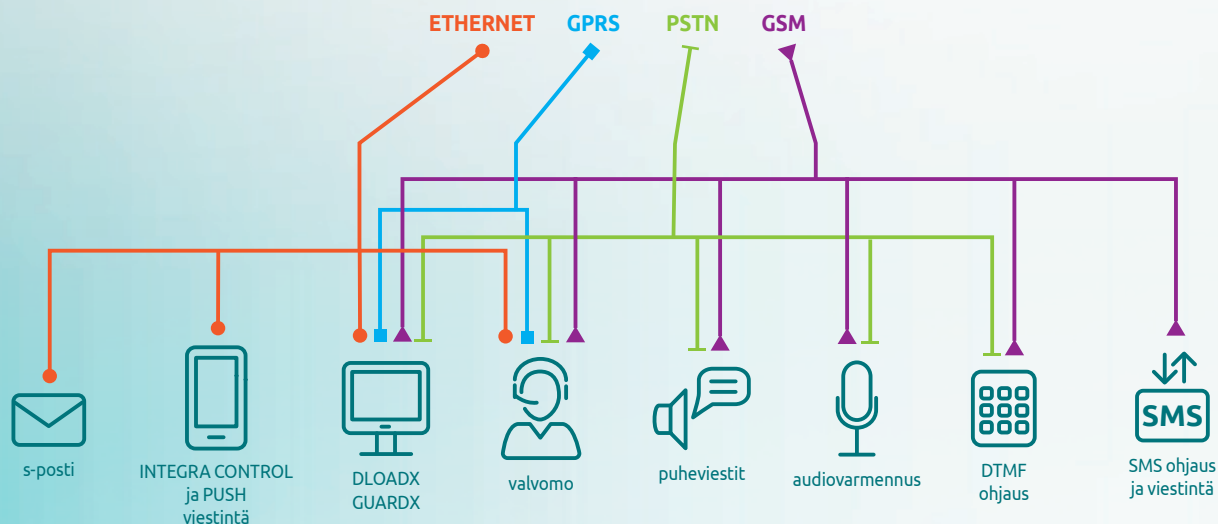 ETHERNET GPRS PSTN GSM
s-posti
INTEGRA CONTROL
ja PUSH
viestintä
DLOADX
GUARDX
valvomo
puheviestit
audiovarmennus
DTMF
ohjaus
SMS
SMS ohjaus
ja viestintä